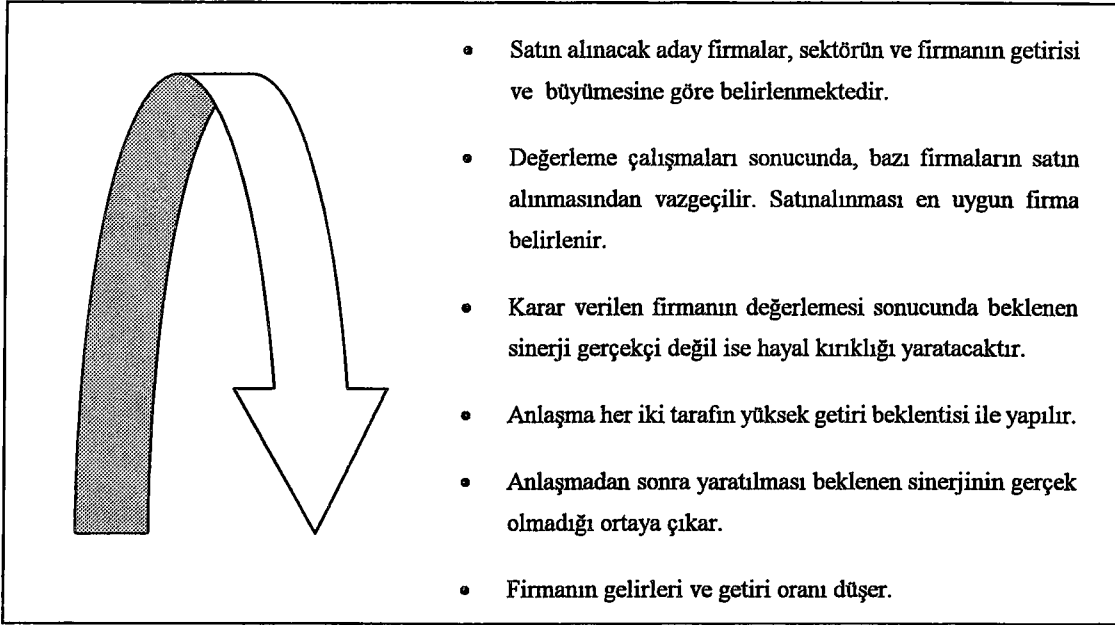 • Satın alınacak aday firmalar, sektörün ve firmanın getirisi
ve büyümesine göre belirlenmektedir.
• Değerleme çalışmaları sonucunda, bazı firmaların satın
alınmasından vazgeçilir. Satınalınması en uygun firma
belirlenir.
• Karar verilen firmanın değerlemesi sonucunda beklenen
sinerji gerçekçi değil ise hayal kırıklığı yaratacaktır.
• Anlaşma her iki tarafın yüksek getiri beklentisi ile yapılır.
• Anlaşmadan sonra yaratılması beklenen sinerjinin gerçek
olmadığı ortaya çıkar.
• Firmanın gelirleri ve getiri oranı düşer.